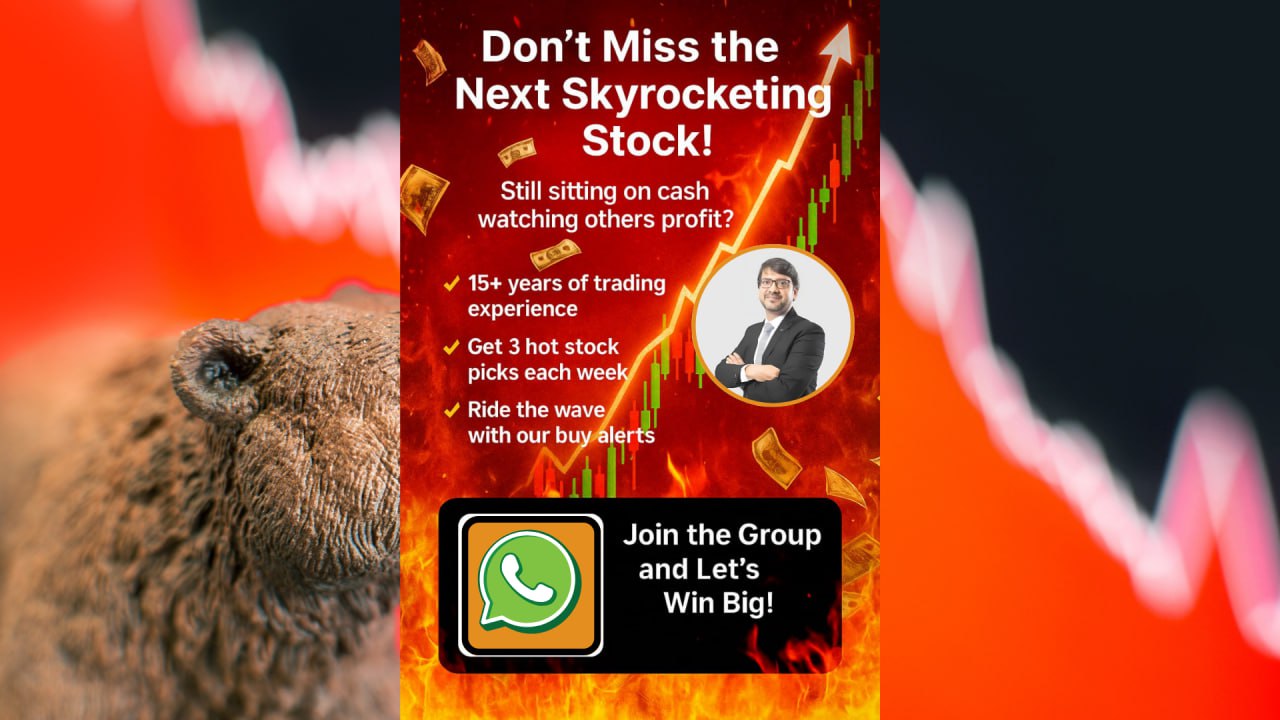 Don't Miss the
Next Skyrocketing
Stock!
Still sitting on cash
watching others profit?
15+ years of trading
experience
Get 3 hot stock
picks each week
Ride the wave
with our buy alerts
Join the Group
and Let's
Win Big!